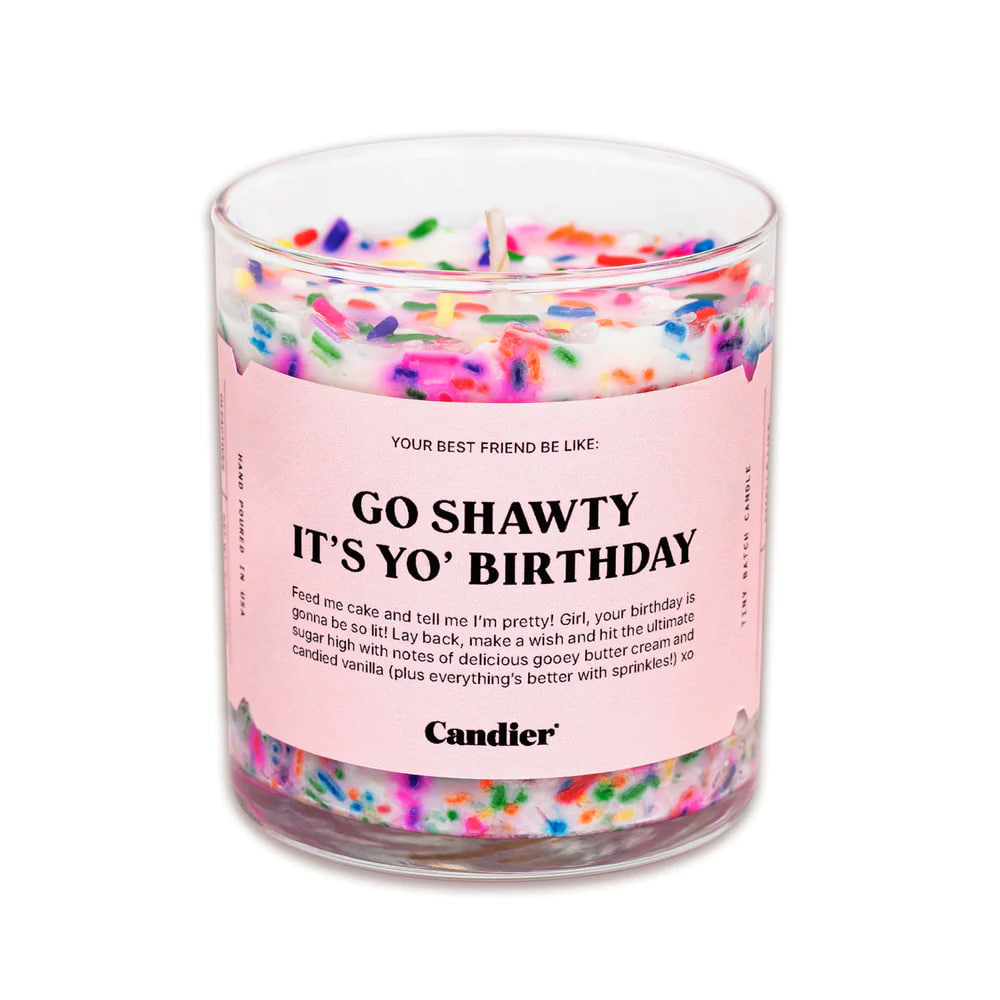 YOUR BEST FRIEND BE LIKE:
GO SHAWTY
IT'S YO' BIRTHDAY
Feed me cake and tell me I'm pretty! Girl, your birthday is
gonna be so lit! Lay back, make a wish and hit the ultimate
sugar high with notes of delicious gooey butter cream and
candied vanilla (plus everything's better with sprinkles!) xo
Candier
HAND POURED IN USA
TINY BATCH CANDLE